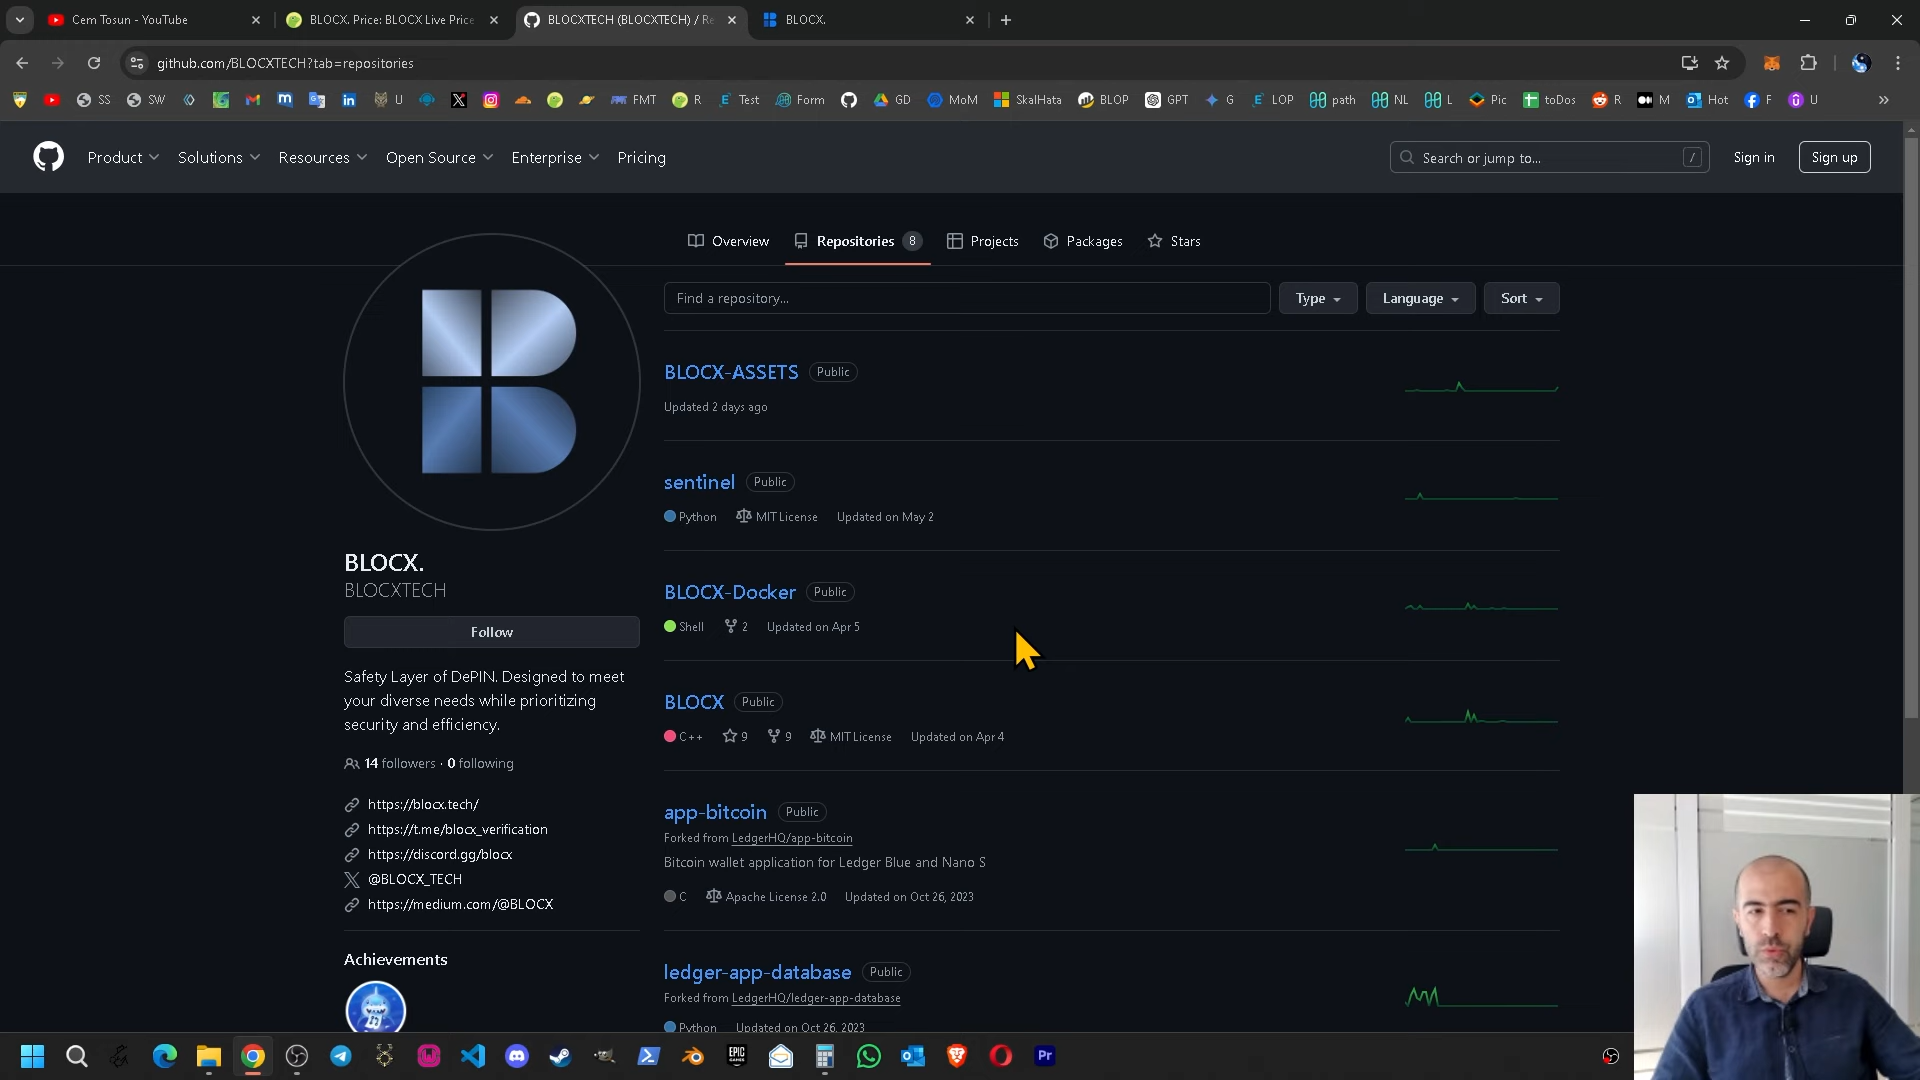 Cem Tosun - YouTube
BLOCX. Price: BLOCX Live Price
BLOCXTECH (BLOCXTECH) / Re
BLOCX.
github.com/BLOCXTECH?tab=repositories
SS
SW
U
FMT
R
Test
Form
GD
MoM
SkalHata
BLOP
GPT
G
LOP
path
NL
L
Pic
toDos
R
M
Hot
F
U
Product
Solutions
Resources
Open Source
Enterprise
Pricing
Search or jump to...
/
Sign in
Sign up
Overview
Repositories 8
Projects
Packages
Stars
Find a repository...
Type
Language
Sort
BLOCX-ASSETS Public
Updated 2 days ago
sentinel Public
Python MIT License Updated on May 2
BLOCX-Docker Public
Shell 2 Updated on Apr 5
BLOCX Public
C++ 9 9 MIT License Updated on Apr 4
app-bitcoin Public
Forked from LedgerHQ/app-bitcoin
Bitcoin wallet application for Ledger Blue and Nano S
C Apache License 2.0 Updated on Oct 26, 2023
ledger-app-database Public
Forked from LedgerHQ/ledger-app-database
Python Updated on Oct 26, 2023
BLOCX.
BLOCXTECH
Follow
Safety Layer of DePIN. Designed to meet
your diverse needs while prioritizing
security and efficiency.
14 followers · 0 following
https://blocx.tech/
https://t.me/blocx_verification
https://discord.gg/blocx
@BLOCX_TECH
https://medium.com/@BLOCX
Achievements
EPIC
GAMES
Pr